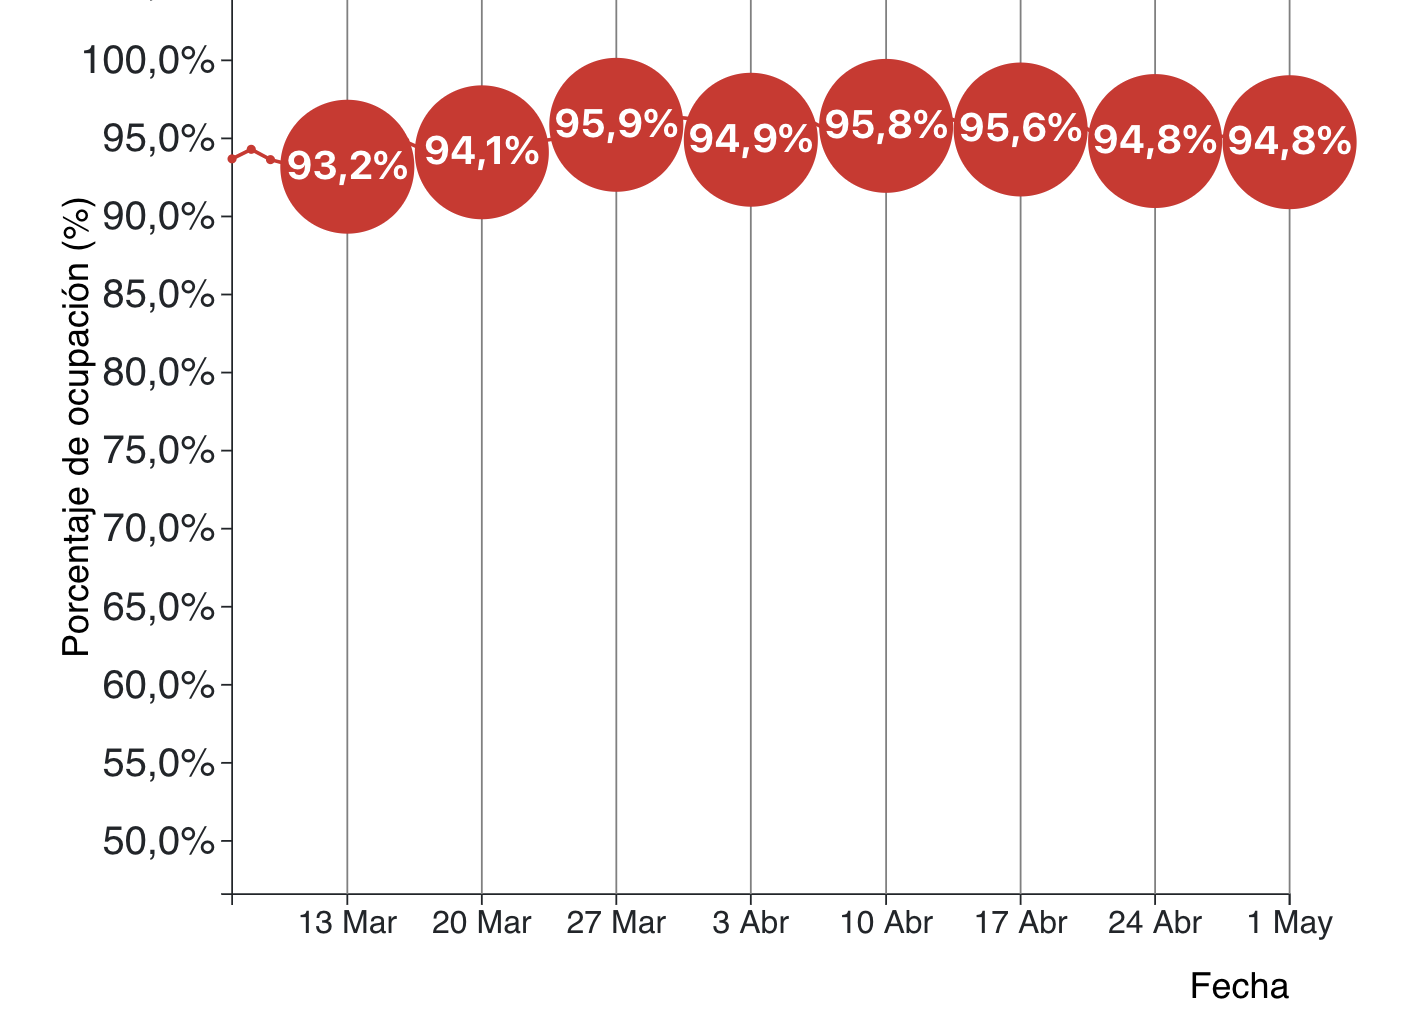 100,0%
95,0%
90,0%
85,0%
80,0%
75,0%
70,0%
65,0%
60,0%
55,0%
50,0%
Porcentaje de ocupación (%)
93,2% 94,1% 95,9% 94,9% 95,8% 95,6% 94,8% 94,8%
13 Mar 20 Mar 27 Mar 3 Abr 10 Abr 17 Abr 24 Abr 1 May
Fecha